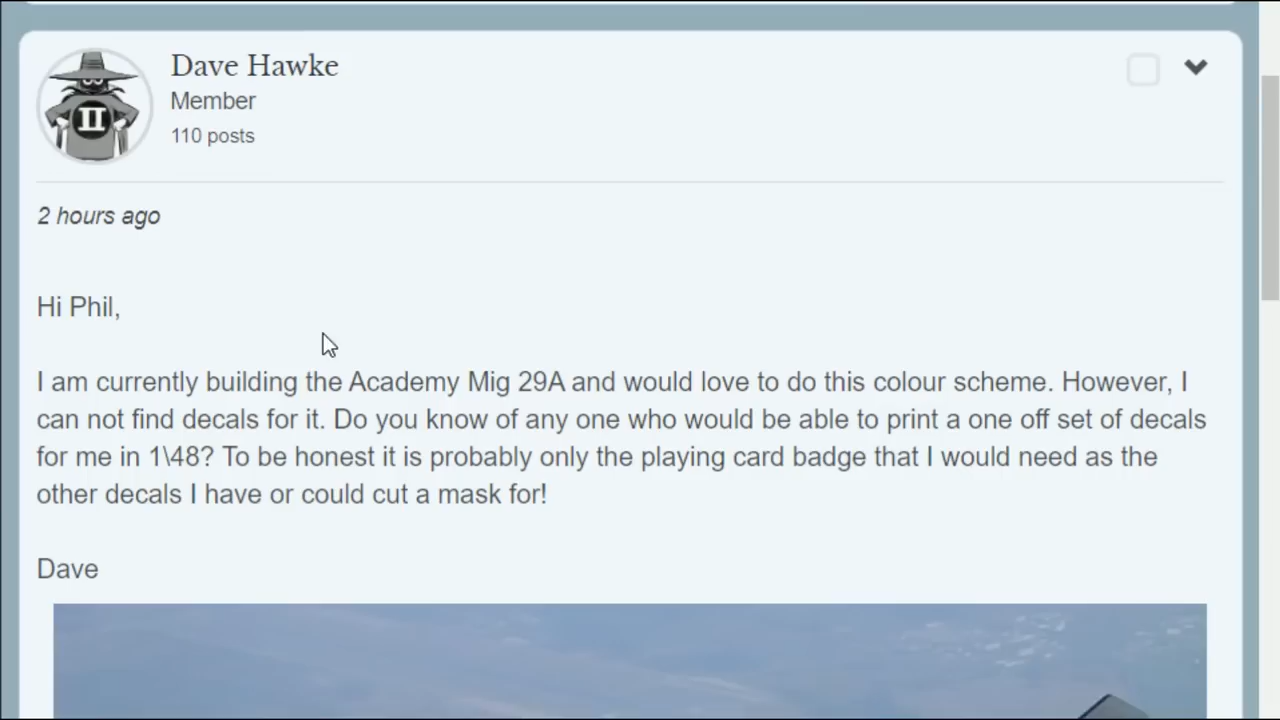 Dave Hawke
Member
II
110 posts
2 hours ago
Hi Phil,
I am currently building the Academy Mig 29A and would love to do this colour scheme. However, I
can not find decals for it. Do you know of any one who would be able to print a one off set of decals
for me in 1\48? To be honest it is probably only the playing card badge that I would need as the
other decals I have or could cut a mask for!
Dave